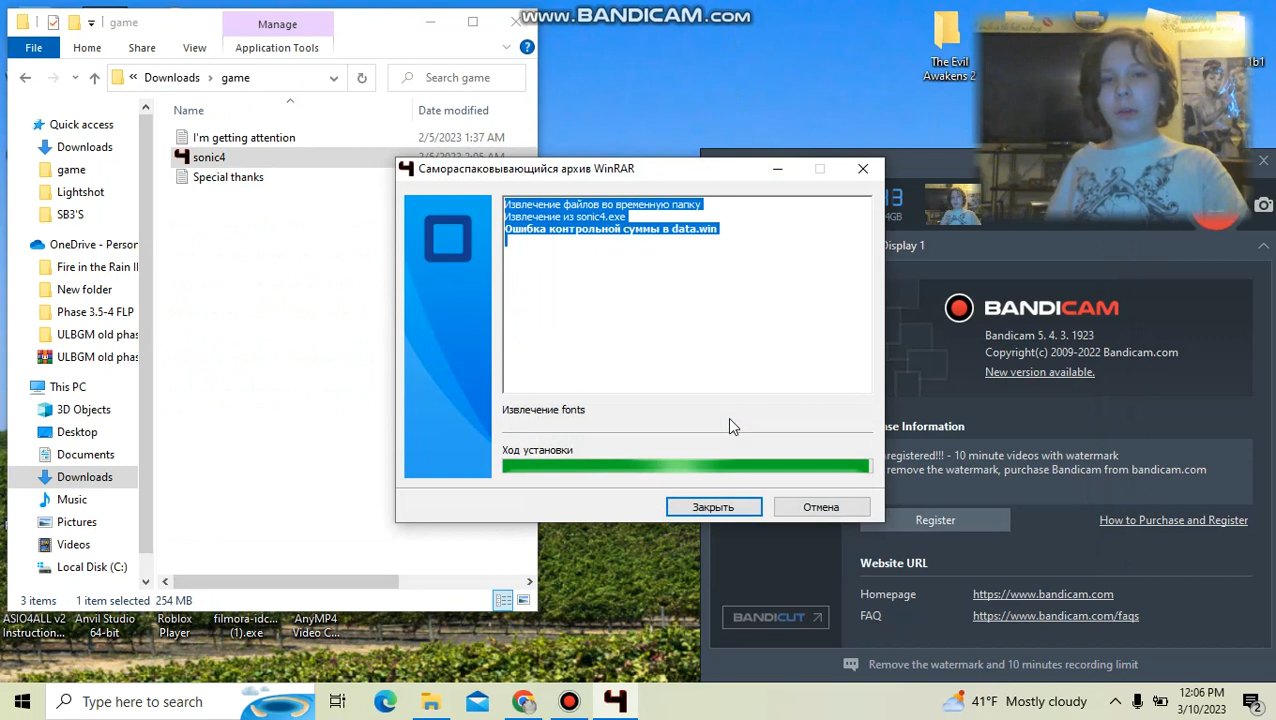 www.BANDICAM.com
game
Manage
File
Home
Share
View
Application Tools
Downloads
game
Search game
Name
Date modified
Quick access
Downloads
game
Lightshot
SB3'S
OneDrive - Person
Fire in the Rain II
New folder
Phase 3.5-4 FLP
ULBGM old phas
ULBGM old phas
This PC
3D Objects
Desktop
Documents
Downloads
Music
Pictures
Videos
Local Disk (C:)
I'm getting attention
2/5/2023 1:37 AM
sonic4
Special thanks
3 items
1 item selected
254 MB
Самораспаковывающийся архив WinRAR
Извлечение файлов во временную папку
Извлечение из sonic4.exe
Ошибка контрольной суммы в data.win
Извлечение fonts
Ход установки
Закрыть
Отмена
The Evil
Awakens 2
1b1
13
4GB
Display 1
BANDICAM
Bandicam 5. 4. 3. 1923
Copyright(c) 2009-2022 Bandicam.com
New version available.
nse Information
nregistered!!! - 10 minute videos with watermark
remove the watermark, purchase Bandicam from bandicam.com
Register
How to Purchase and Register
Website URL
Homepage
https://www.bandicam.com
FAQ
https://www.bandicam.com/faqs
BANDICUT
Remove the watermark and 10 minutes recording limit
ASIO4ALL v2
Instruction...
Anvil Studio
64-bit
Roblox
Player
filmora-idc...
(1).exe
AnyMP4
Video C...
Type here to search
41°F Mostly cloudy
12:06 PM
3/10/2023
2